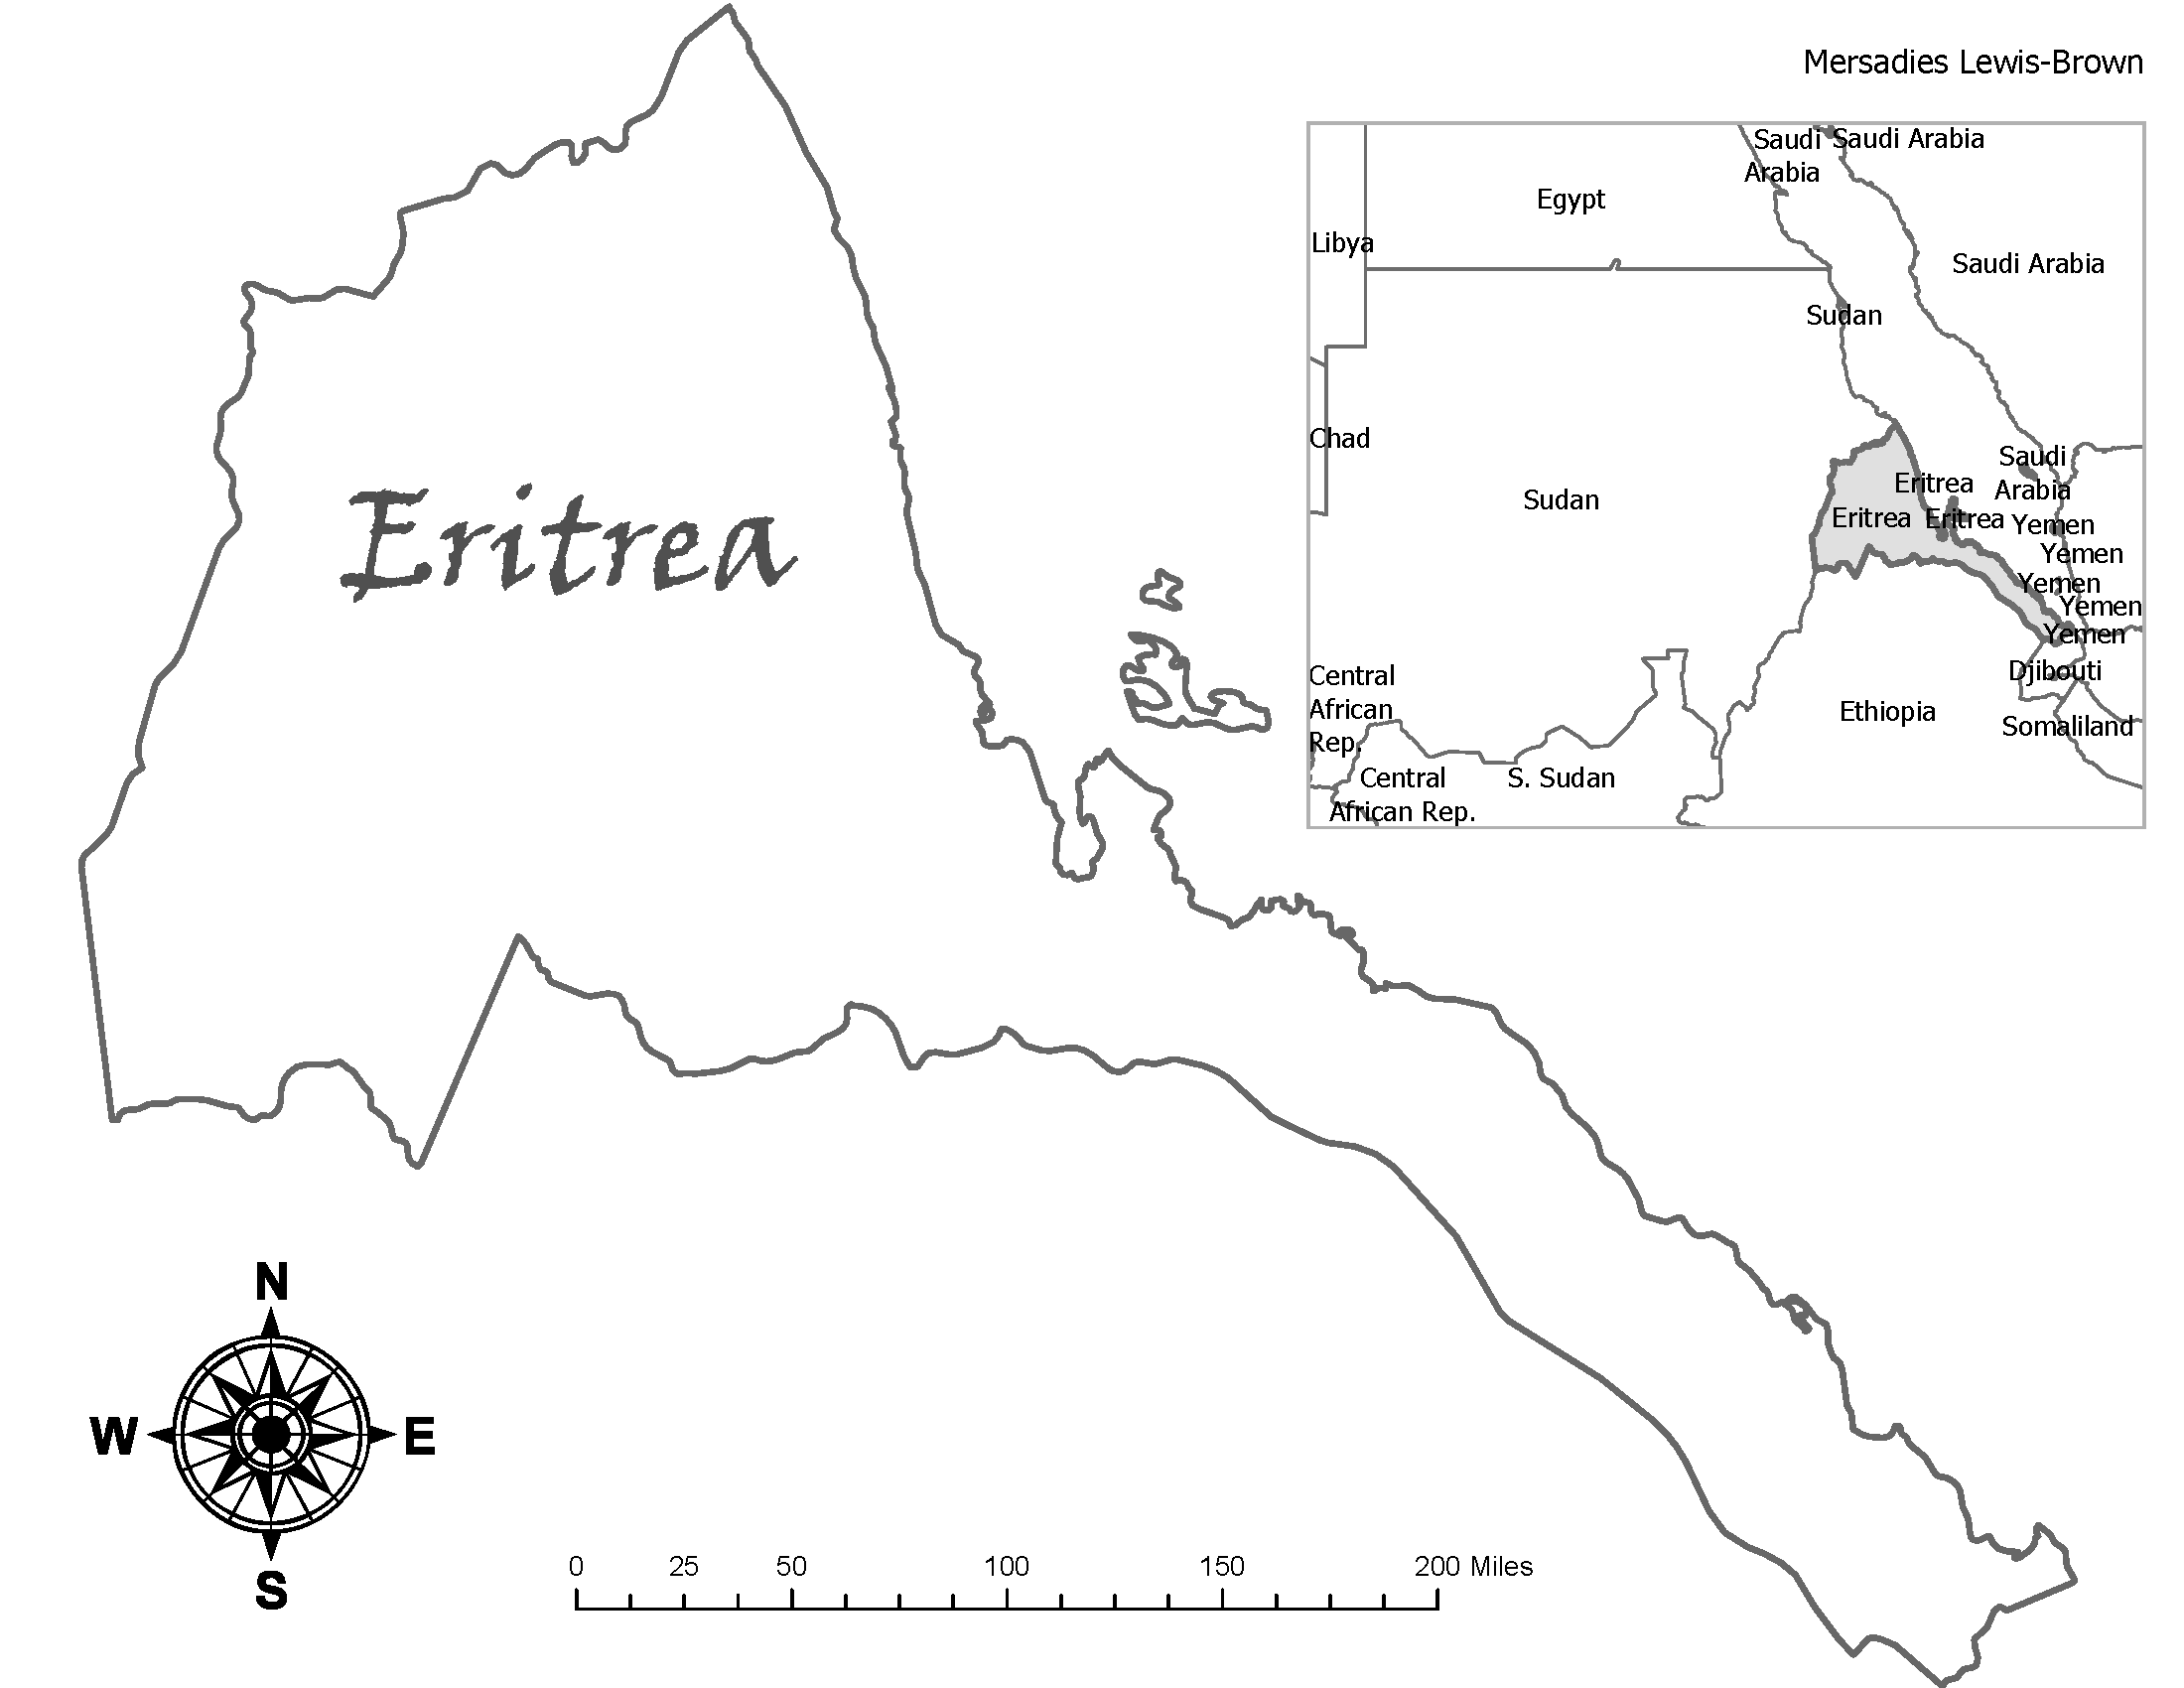 Mersadies Lewis-Brown
Saudi
Arabia
Saudi Arabia
Egypt
Libya
Saudi Arabia
Sudan
Chad
Saudi
Arabia
Eritrea
Sudan
Eritrea
Eritrea
Yemen
Yemen
Yemen
Yemen
Yemen
Djibouti
Central
African
Rep.
Ethiopia
Somaliland
Central
African Rep.
S. Sudan
Eritrea
N
W
E
S
0 25 50 100 150 200 Miles